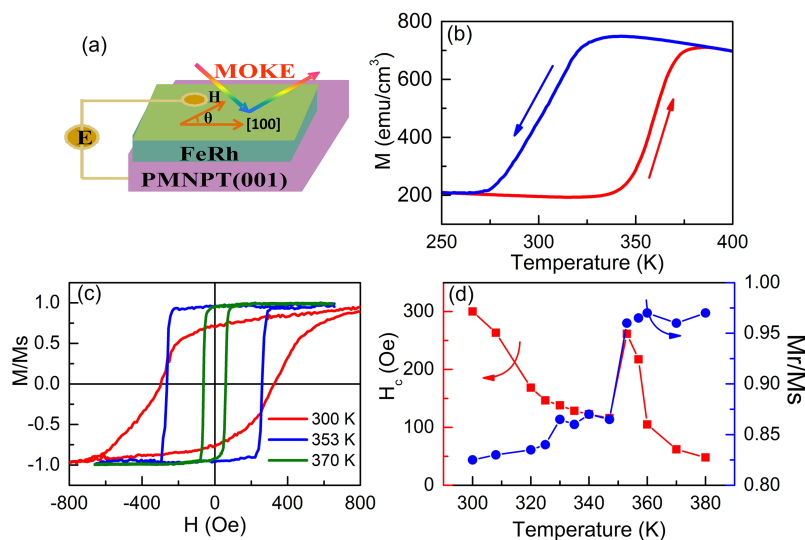 (a)
MOKE
H
θ
[100]
E
FeRh
PMNPT(001)
(b)
M (emu/cm³)
800
600
400
200
250 300 350 400
Temperature (K)
(c)
M/Ms
1.0
0.5
0.0
-0.5
-1.0
300 K
353 K
370 K
-800 -400 0 400 800
H (Oe)
(d)
H_c (Oe)
300
200
100
0
Mr/Ms
1.00
0.95
0.90
0.85
0.80
300 320 340 360 380
Temperature (K)